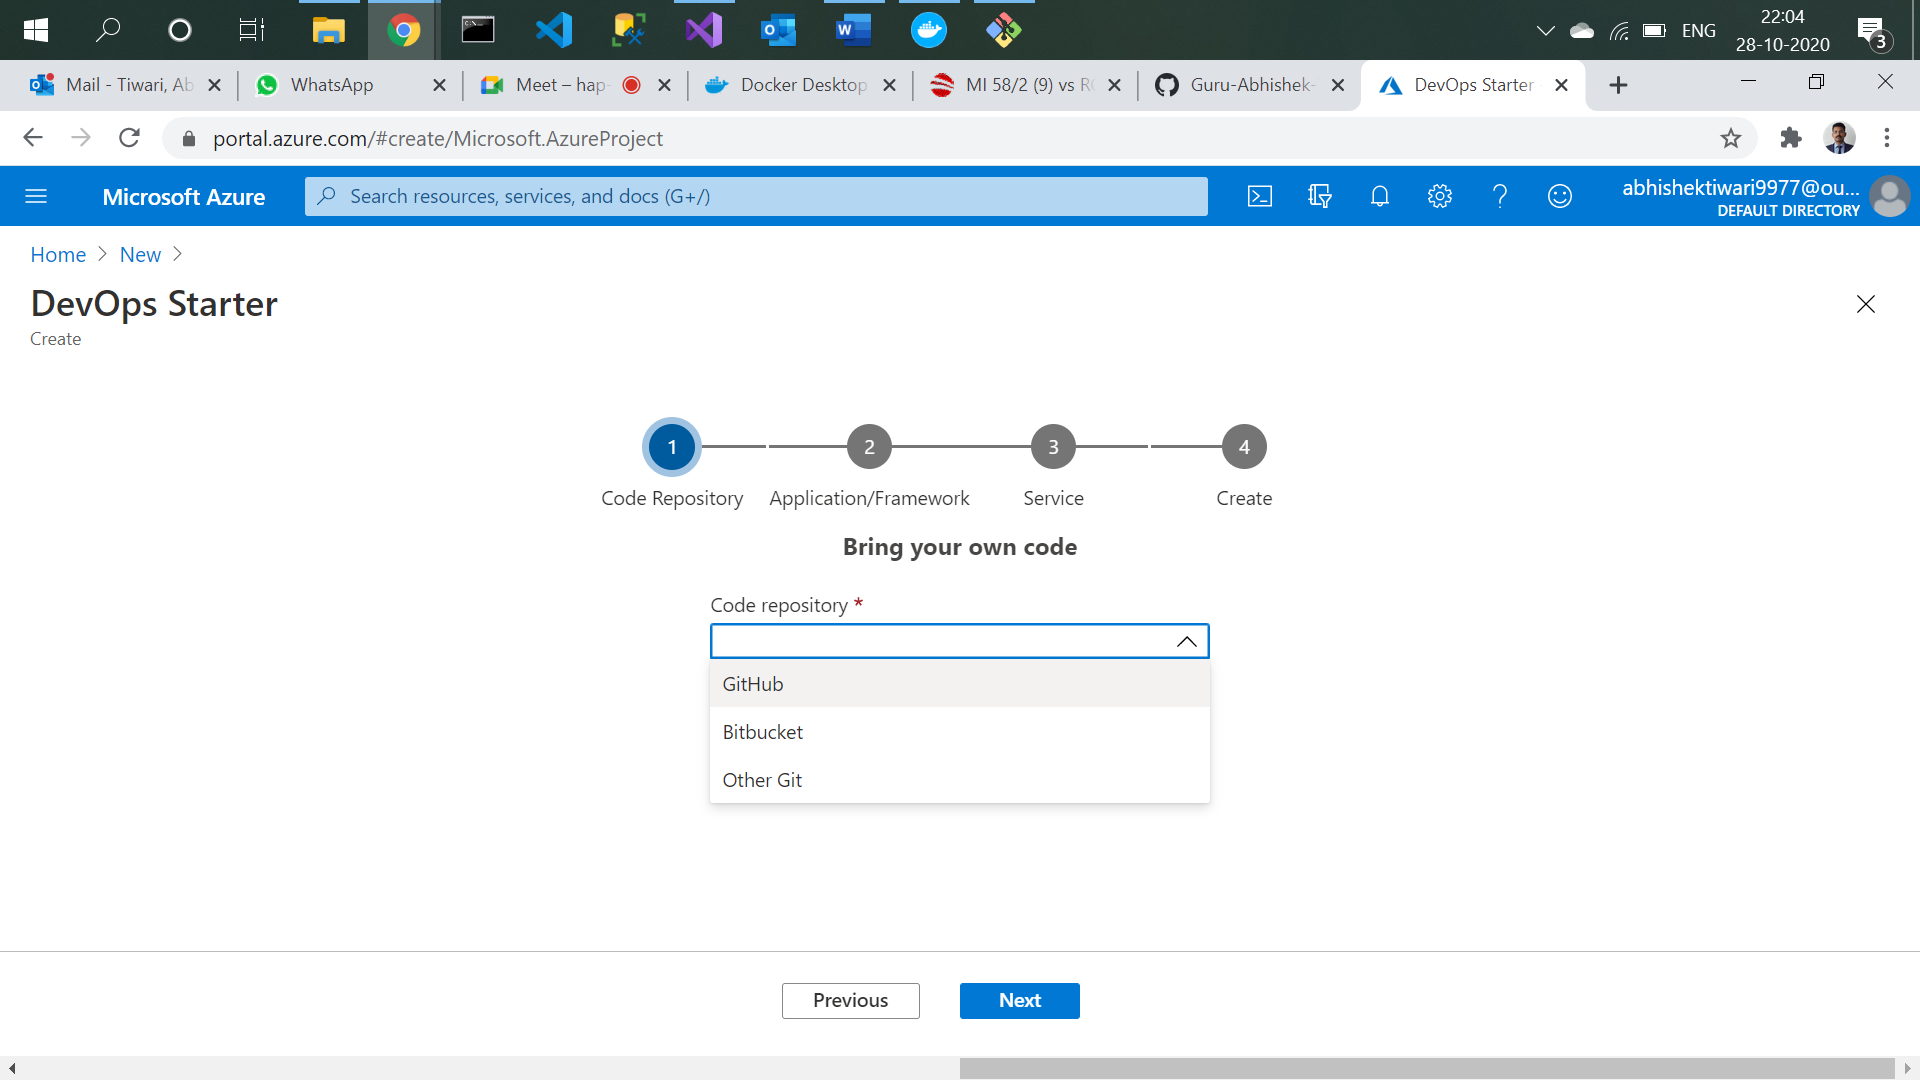 ENG
22:04
28-10-2020
3
Mail - Tiwari, Ab
WhatsApp
Meet – hap-
Docker Desktop
MI 58/2 (9) vs RC
Guru-Abhishek-
DevOps Starter
portal.azure.com/#create/Microsoft.AzureProject
Microsoft Azure
Search resources, services, and docs (G+/)
abhishektiwari9977@ou...
DEFAULT DIRECTORY
Home > New >
DevOps Starter
Create
1
2
3
4
Code Repository
Application/Framework
Service
Create
Bring your own code
Code repository *
GitHub
Bitbucket
Other Git
Previous
Next